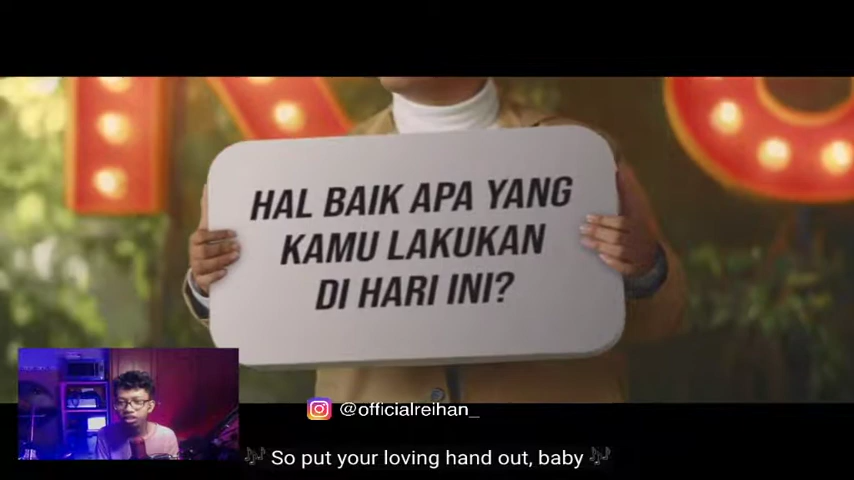 HAL BAIK APA YANG
KAMU LAKUKAN
DI HARI INI?
@officialreihan_
🎶 So put your loving hand out, baby 🎶